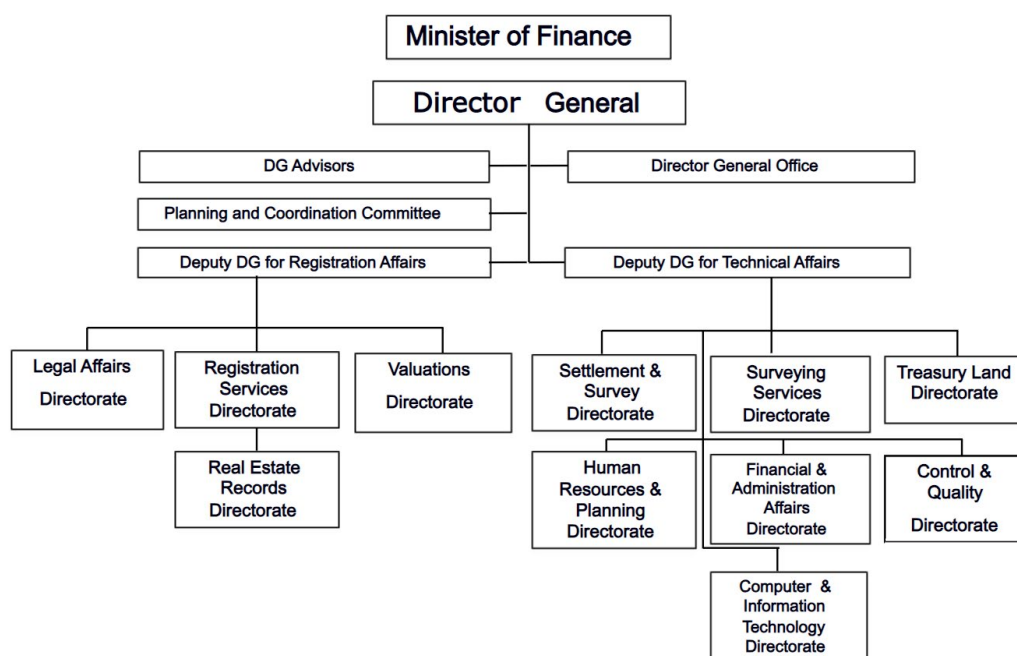 Minister of Finance
Director General
DG Advisors
Director General Office
Planning and Coordination Committee
Deputy DG for Registration Affairs
Deputy DG for Technical Affairs
Legal Affairs
Directorate
Registration
Services
Directorate
Valuations
Directorate
Settlement &
Survey
Directorate
Surveying
Services
Directorate
Treasury Land
Directorate
Real Estate
Records
Directorate
Human
Resources &
Planning
Directorate
Financial &
Administration
Affairs
Directorate
Control &
Quality
Directorate
Computer &
Information
Technology
Directorate